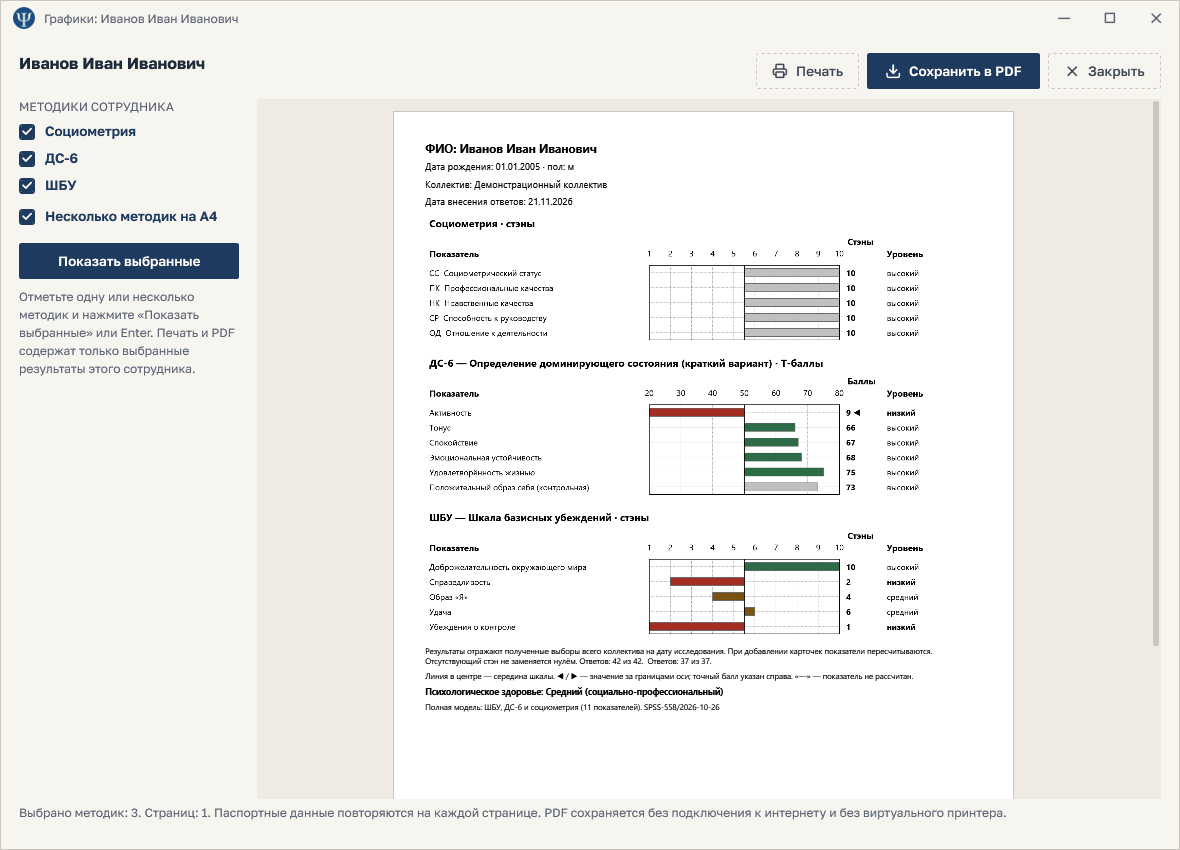 Графики: Иванов Иван Иванович
Иванов Иван Иванович
Печать
Сохранить в PDF
Закрыть
МЕТОДИКИ СОТРУДНИКА
Социометрия
ДС-6
ШБУ
Несколько методик на А4
Показать выбранные
Отметьте одну или несколько
методик и нажмите «Показать
выбранные» или Enter. Печать и PDF
содержат только выбранные
результаты этого сотрудника.
ФИО: Иванов Иван Иванович
Дата рождения: 01.01.2005 · пол: м
Коллектив: Демонстрационный коллектив
Дата внесения ответов: 21.11.2026
Социометрия · стэны
Стэны
Показатель 1 2 3 4 5 6 7 8 9 10 Уровень
СС Социометрический статус 10 высокий
ПК Профессиональные качества 10 высокий
НК Нравственные качества 10 высокий
СР Способность к руководству 10 высокий
ОД Отношение к деятельности 10 высокий
ДС-6 — Определение доминирующего состояния (краткий вариант) · Т-баллы
Баллы
Показатель 20 30 40 50 60 70 80 Уровень
Активность 9 ◀ низкий
Тонус 66 высокий
Спокойствие 67 высокий
Эмоциональная устойчивость 68 высокий
Удовлетворённость жизнью 75 высокий
Положительный образ себя (контрольная) 73 высокий
ШБУ — Шкала базисных убеждений · стэны
Стэны
Показатель 1 2 3 4 5 6 7 8 9 10 Уровень
Доброжелательность окружающего мира 10 высокий
Справедливость 2 низкий
Образ «Я» 4 средний
Удача 6 средний
Убеждения о контроле 1 низкий
Результаты отражают полученные выборы всего коллектива на дату исследования. При добавлении карточек показатели пересчитываются.
Отсутствующий стэн не заменяется нулём. Ответов: 42 из 42. Ответов: 37 из 37.
Линия в центре — середина шкалы. ◀ / ▶ — значение за границами оси; точный балл указан справа. «—» — показатель не рассчитан.
Психологическое здоровье: Средний (социально-профессиональный)
Полная модель: ШБУ, ДС-6 и социометрия (11 показателей). SPSS-558/2026-10-26
Выбрано методик: 3. Страниц: 1. Паспортные данные повторяются на каждой странице. PDF сохраняется без подключения к интернету и без виртуального принтера.